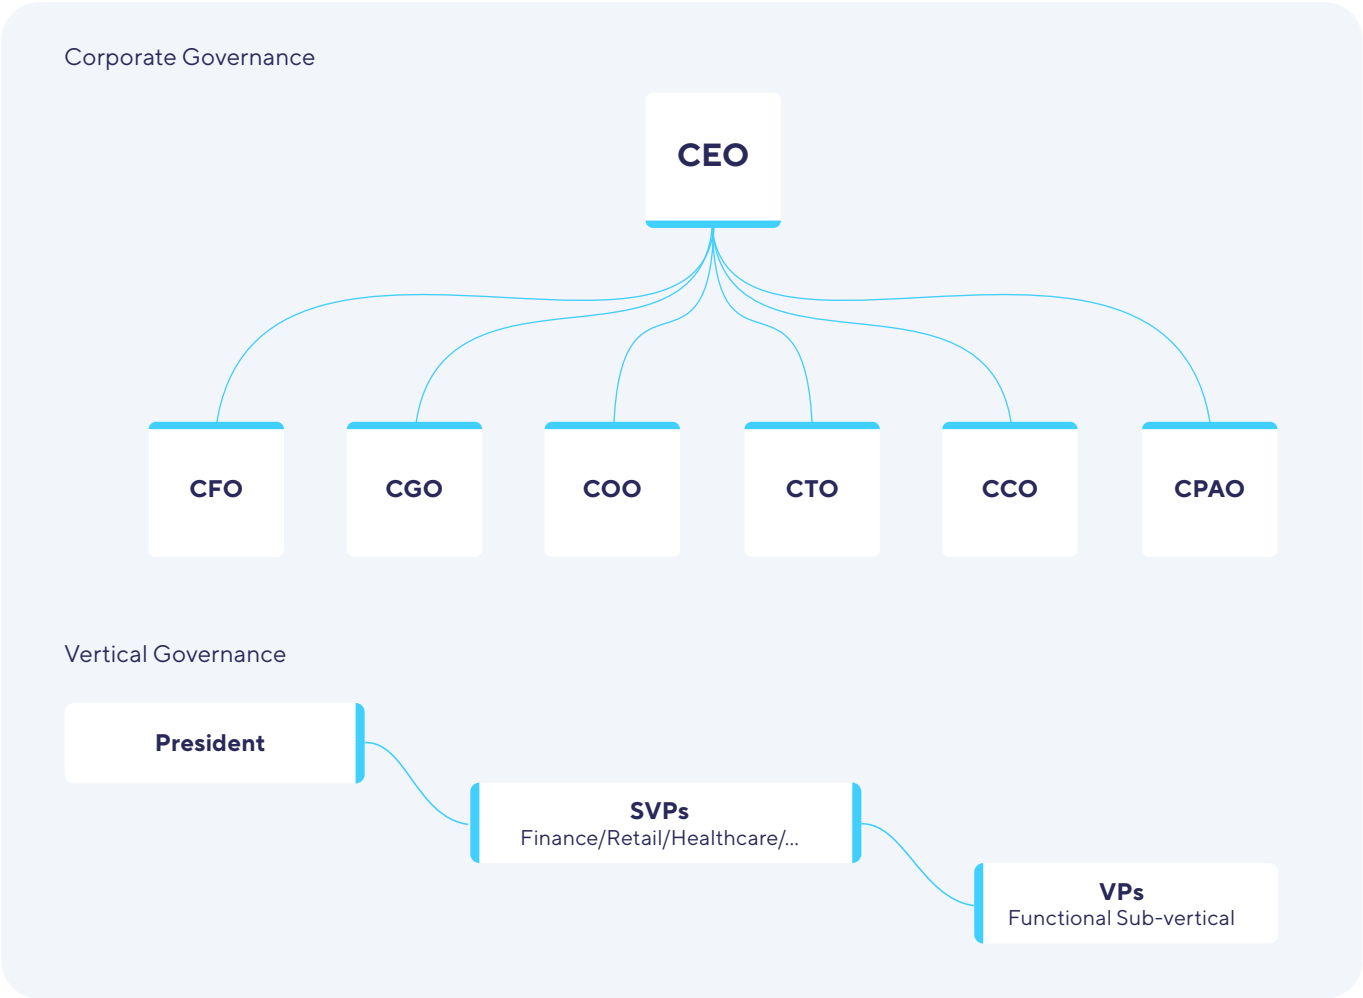 Corporate Governance
CEO
CFO
CGO
COO
CTO
CCO
CPAO
Vertical Governance
President
SVPs
Finance/Retail/Healthcare/...
VPs
Functional Sub-vertical